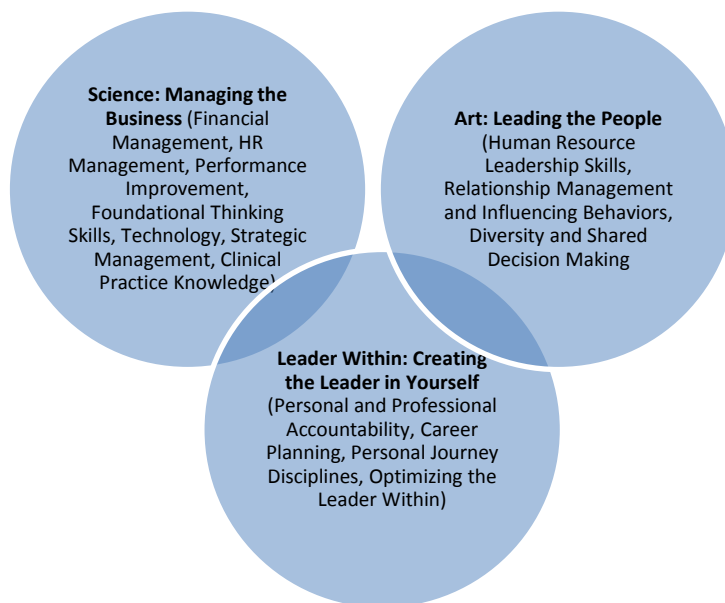 Science: Managing the
Business (Financial
Management, HR
Management, Performance
Improvement,
Foundational Thinking
Skills, Technology, Strategic
Management, Clinical
Practice Knowledge)
Art: Leading the People
(Human Resource
Leadership Skills,
Relationship Management
and Influencing Behaviors,
Diversity and Shared
Decision Making
Leader Within: Creating
the Leader in Yourself
(Personal and Professional
Accountability, Career
Planning, Personal Journey
Disciplines, Optimizing the
Leader Within)